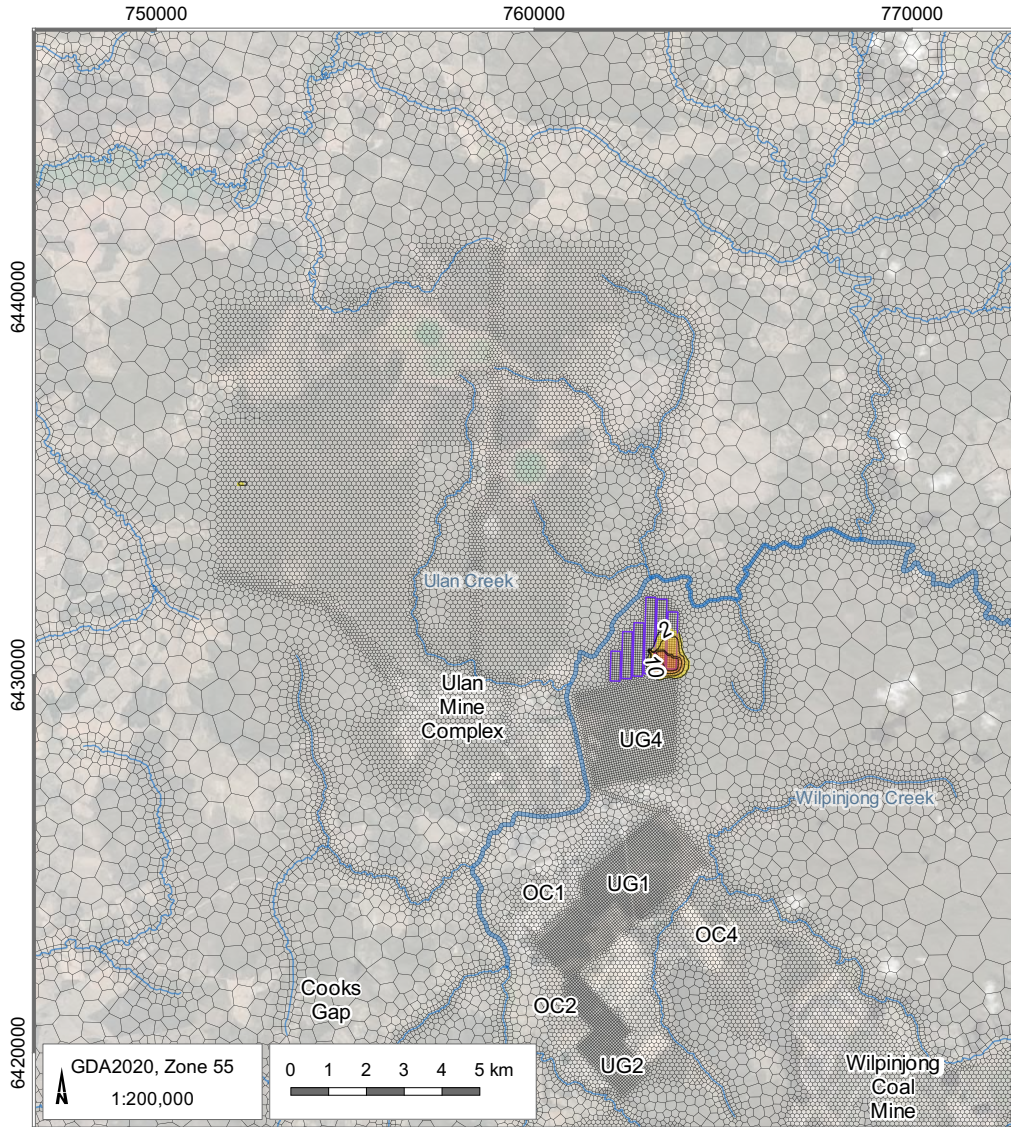 750000
760000
770000
6440000
6430000
6420000
Ulan Creek
2
10
Ulan
Mine
Complex
UG4
Wilpinjong Creek
OC1
UG1
OC4
Cooks
Gap
OC2
UG2
Wilpinjong
Coal
Mine
GDA2020, Zone 55
1:200,000
0 1 2 3 4 5 km
N